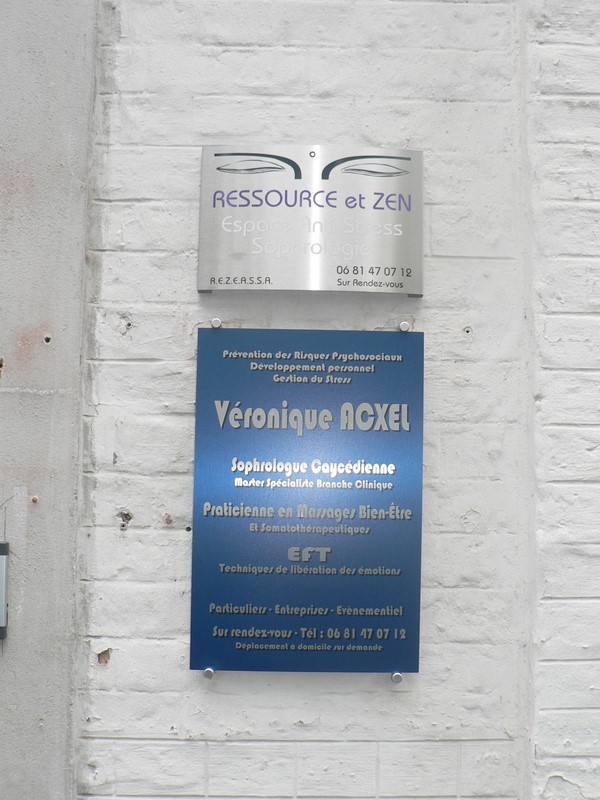 RESSOURCE et ZEN
Espace Anti Stress
Sophrologie
06 81 47 07 12
R.E.Z.E.A.S.S.A.
Sur Rendez-vous
Prévention des Risques Psychosociaux
Développement personnel
Gestion du Stress
Véronique ACXEL
Sophrologue Caycédienne
Master Spécialiste Branche Clinique
Praticienne en Massages Bien-Être
Et Somatothérapeutiques
EFT
Techniques de libération des émotions
Particuliers - Entreprises - Evènementiel
Sur rendez-vous - Tél : 06 81 47 07 12
Déplacement à domicile sur demande